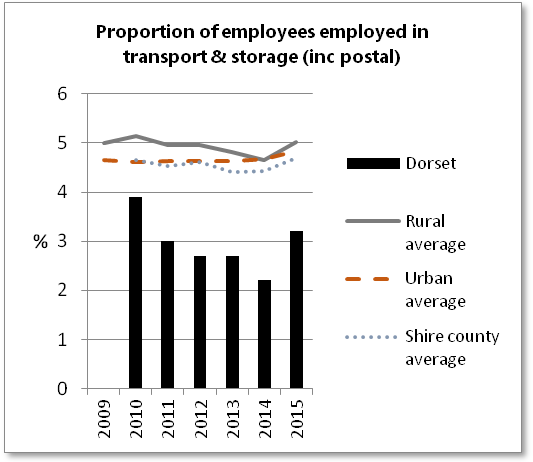 Proportion of employees employed in
transport & storage (inc postal)
6
5
4
3
2
1
0
%
2009
2010
2011
2012
2013
2014
2015
Dorset
Rural
average
Urban
average
Shire county
average